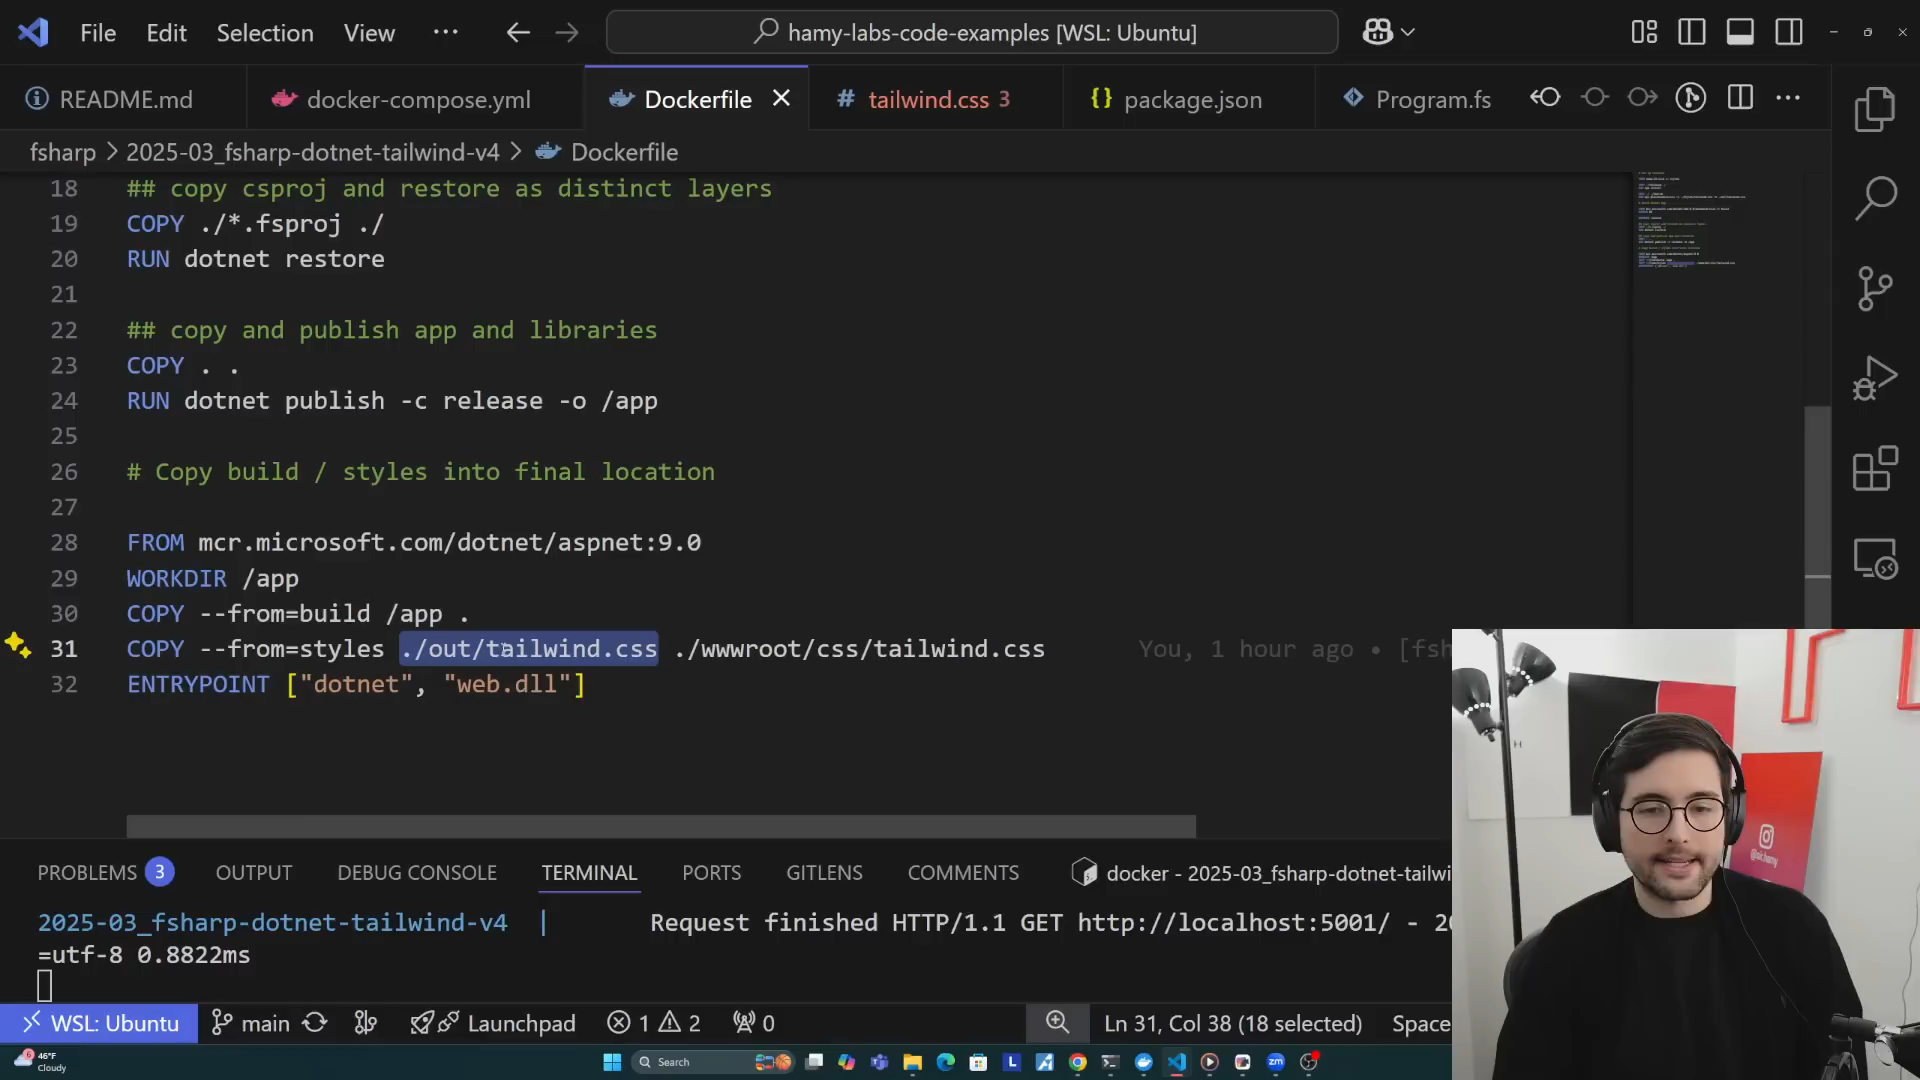 File Edit Selection View ··· hamy-labs-code-examples [WSL: Ubuntu]
README.md docker-compose.yml Dockerfile # tailwind.css 3 {} package.json Program.fs
fsharp > 2025-03_fsharp-dotnet-tailwind-v4 > Dockerfile
18 ## copy csproj and restore as distinct layers
19 COPY ./*.fsproj ./
20 RUN dotnet restore
21
22 ## copy and publish app and libraries
23 COPY . .
24 RUN dotnet publish -c release -o /app
25
26 # Copy build / styles into final location
27
28 FROM mcr.microsoft.com/dotnet/aspnet:9.0
29 WORKDIR /app
30 COPY --from=build /app .
31 COPY --from=styles ./out/tailwind.css ./wwwroot/css/tailwind.css You, 1 hour ago • [fsh
32 ENTRYPOINT ["dotnet", "web.dll"]
PROBLEMS 3 OUTPUT DEBUG CONSOLE TERMINAL PORTS GITLENS COMMENTS docker - 2025-03_fsharp-dotnet-tailwi
2025-03_fsharp-dotnet-tailwind-v4 | Request finished HTTP/1.1 GET http://localhost:5001/ - 20
=utf-8 0.8822ms
WSL: Ubuntu main Launchpad 1 2 0 Ln 31, Col 38 (18 selected) Space
46°F
Cloudy
Search